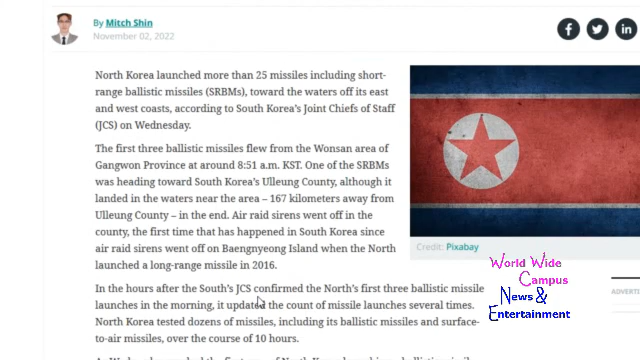 By Mitch Shin
November 02, 2022
North Korea launched more than 25 missiles including short-
range ballistic missiles (SRBMs), toward the waters off its east
and west coasts, according to South Korea's Joint Chiefs of Staff
(JCS) on Wednesday.
The first three ballistic missiles flew from the Wonsan area of
Gangwon Province at around 8:51 a.m. KST. One of the SRBMs
was heading toward South Korea's Ulleung County, although it
landed in the waters near the area – 167 kilometers away from
Ulleung County – in the end. Air raid sirens went off in the
county, the first time that has happened in South Korea since
air raid sirens went off on Baengnyeong Island when the North
launched a long-range missile in 2016.
Credit: Pixabay
In the hours after the South's JCS confirmed the North's first three ballistic missile
launches in the morning, it updated the count of missile launches several times.
North Korea tested dozens of missiles, including its ballistic missiles and surface-
to-air missiles, over the course of 10 hours.
World Wide
Campus
News &
Entertainment
ADVERTI